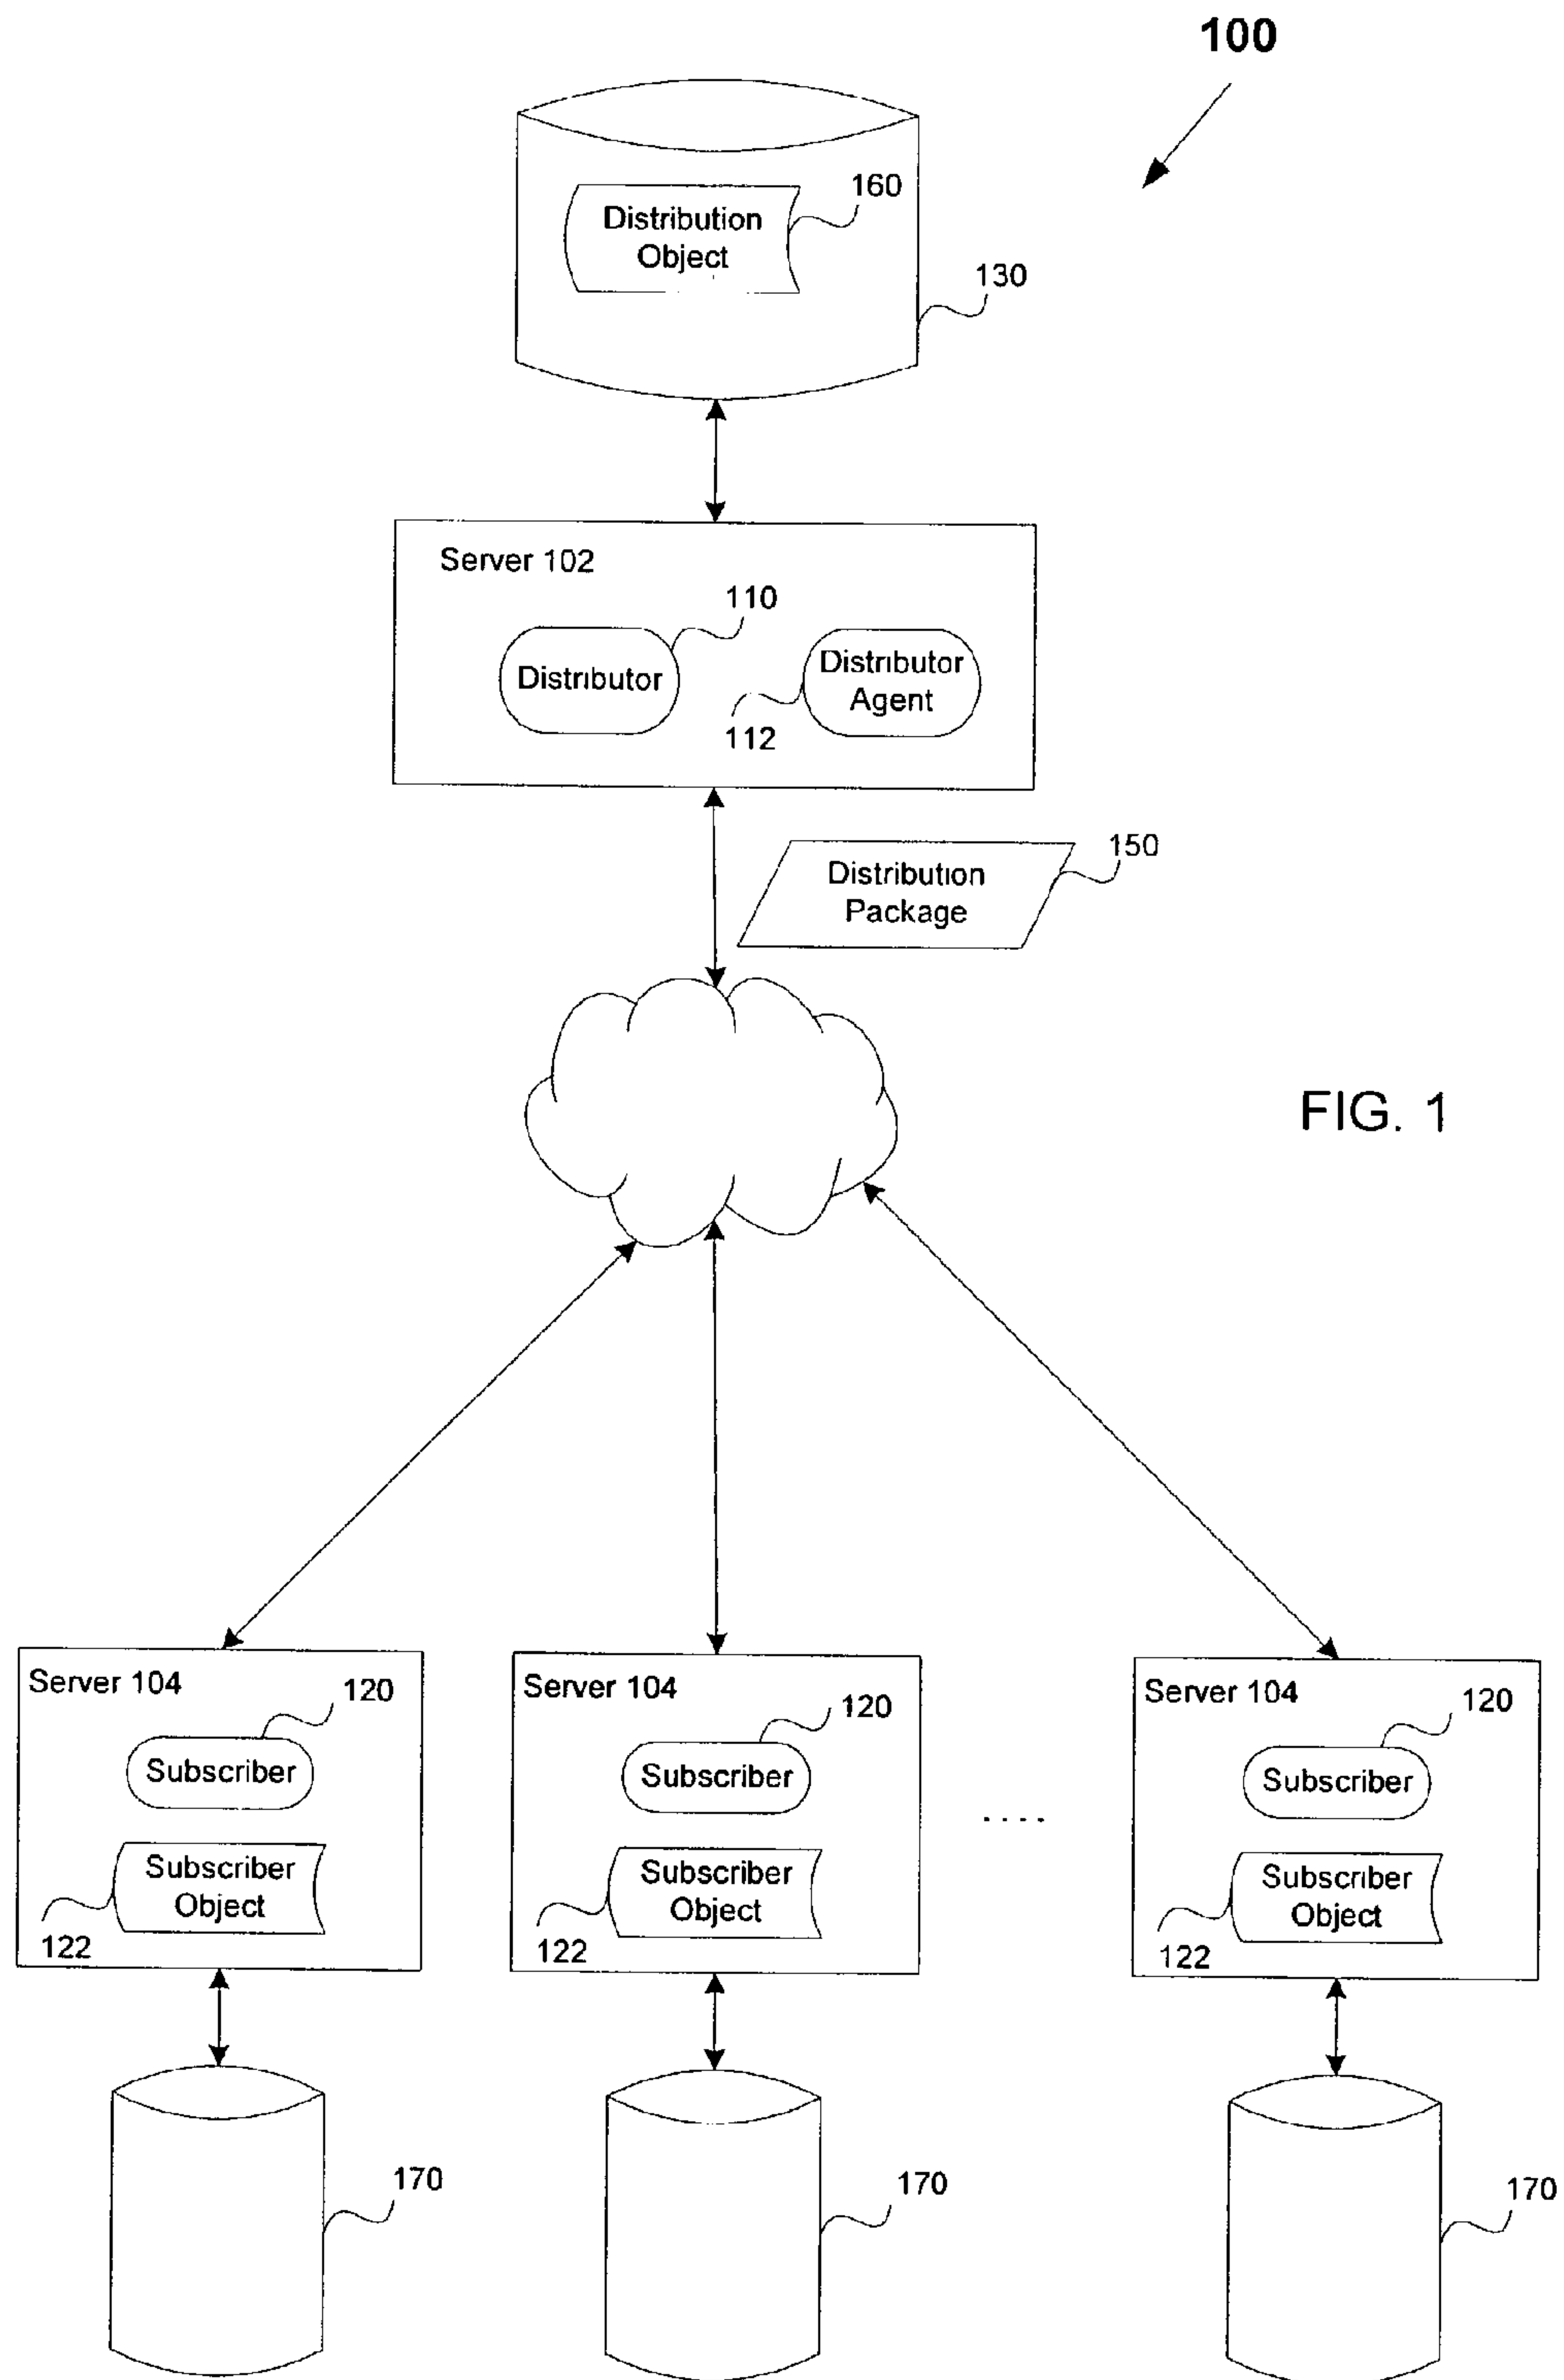 100
160
Distribution
Object
130
Server 102
110
Distributor
Distributor
Agent
112
150
Distribution
Package
FIG. 1
Server 104
120
Subscriber
Subscriber
Object
122
Server 104
120
Subscriber
Subscriber
Object
122
. . . .
Server 104
120
Subscriber
Subscriber
Object
122
170
170
170